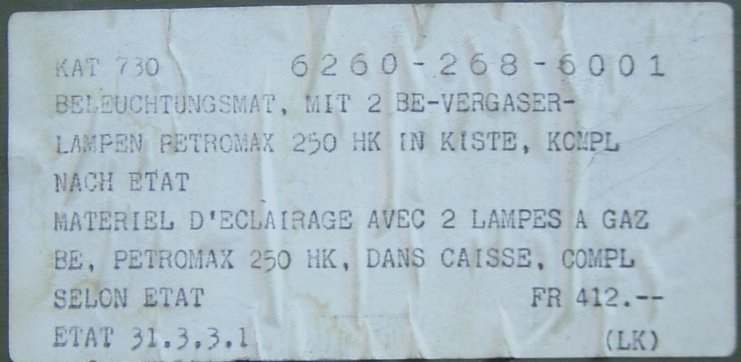 KAT 730 6260-268-6001
BELEUCHTUNGSMAT, MIT 2 BE-VERGASER-
LAMPEN PETROMAX 250 HK IN KISTE, KOMPL
NACH ETAT
MATERIEL D'ECLAIRAGE AVEC 2 LAMPES A GAZ
BE, PETROMAX 250 HK, DANS CAISSE, COMPL
SELON ETAT FR 412.--
ETAT 31.3.3.1 (LK)